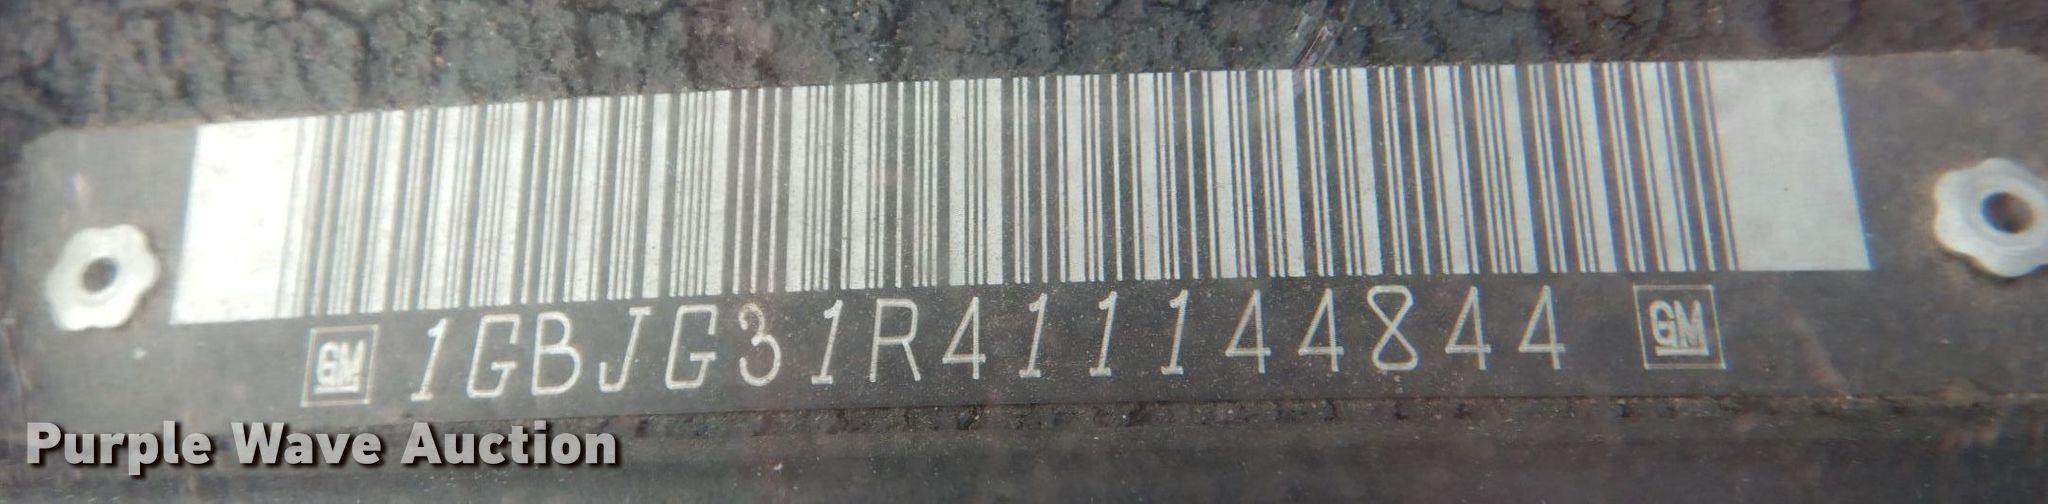 GM 1GBJG31R411144844 GM
Purple Wave Auction